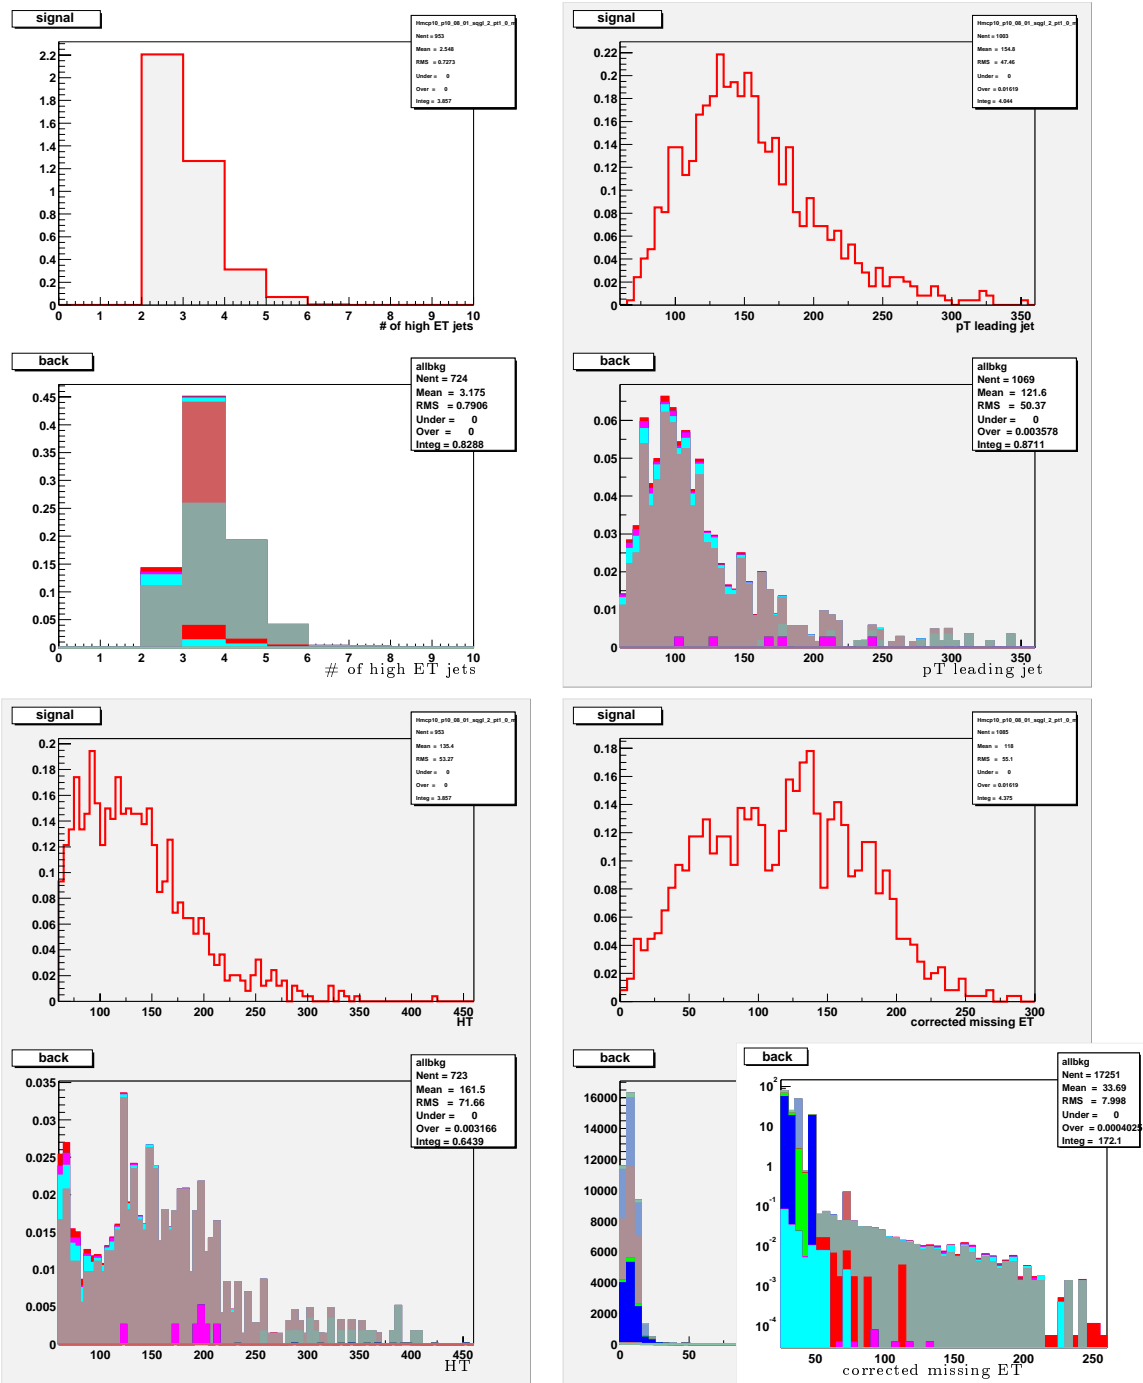 signal
Hmcp10_p10_08_01_sqgl_2_pt1_0_m
Nent = 953
Mean = 2.548
RMS = 0.7273
Under = 0
Over = 0
Integ = 3.857
2.2
2
1.8
1.6
1.4
1.2
1
0.8
0.6
0.4
0.2
0
0 1 2 3 4 5 6 7 8 9 10
# of high ET jets
back
allbkg
Nent = 724
Mean = 3.175
RMS = 0.7906
Under = 0
Over = 0
Integ = 0.8288
0.45
0.4
0.35
0.3
0.25
0.2
0.15
0.1
0.05
0
0 1 2 3 4 5 6 7 8 9 10
# of high ET jets
signal
Hmcp10_p10_08_01_sqgl_2_pt1_0_m
Nent = 1003
Mean = 154.8
RMS = 47.46
Under = 0
Over = 0.01619
Integ = 4.044
0.22
0.2
0.18
0.16
0.14
0.12
0.1
0.08
0.06
0.04
0.02
0
100 150 200 250 300 350
pT leading jet
back
allbkg
Nent = 1069
Mean = 121.6
RMS = 50.37
Under = 0
Over = 0.003578
Integ = 0.8711
0.06
0.05
0.04
0.03
0.02
0.01
0
100 150 200 250 300 350
pT leading jet
signal
Hmcp10_p10_08_01_sqgl_2_pt1_0_m
Nent = 953
Mean = 135.4
RMS = 53.27
Under = 0
Over = 0
Integ = 3.857
0.2
0.18
0.16
0.14
0.12
0.1
0.08
0.06
0.04
0.02
0
100 150 200 250 300 350 400 450
HT
back
allbkg
Nent = 723
Mean = 161.5
RMS = 71.66
Under = 0
Over = 0.003166
Integ = 0.6439
0.035
0.03
0.025
0.02
0.015
0.01
0.005
0
100 150 200 250 300 350 400 450
HT
signal
Hmcp10_p10_08_01_sqgl_2_pt1_0_m
Nent = 1085
Mean = 118
RMS = 55.1
Under = 0
Over = 0.01619
Integ = 4.375
0.18
0.16
0.14
0.12
0.1
0.08
0.06
0.04
0.02
0
0 50 100 150 200 250 300
corrected missing ET
back
16000
14000
12000
10000
8000
6000
4000
2000
0
0 50
back
allbkg
Nent = 17251
Mean = 33.69
RMS = 7.998
Under = 0
Over = 0.0004025
Integ = 172.1
10^2
10
1
10^-1
10^-2
10^-3
10^-4
50 100 150 200 250
corrected missing ET